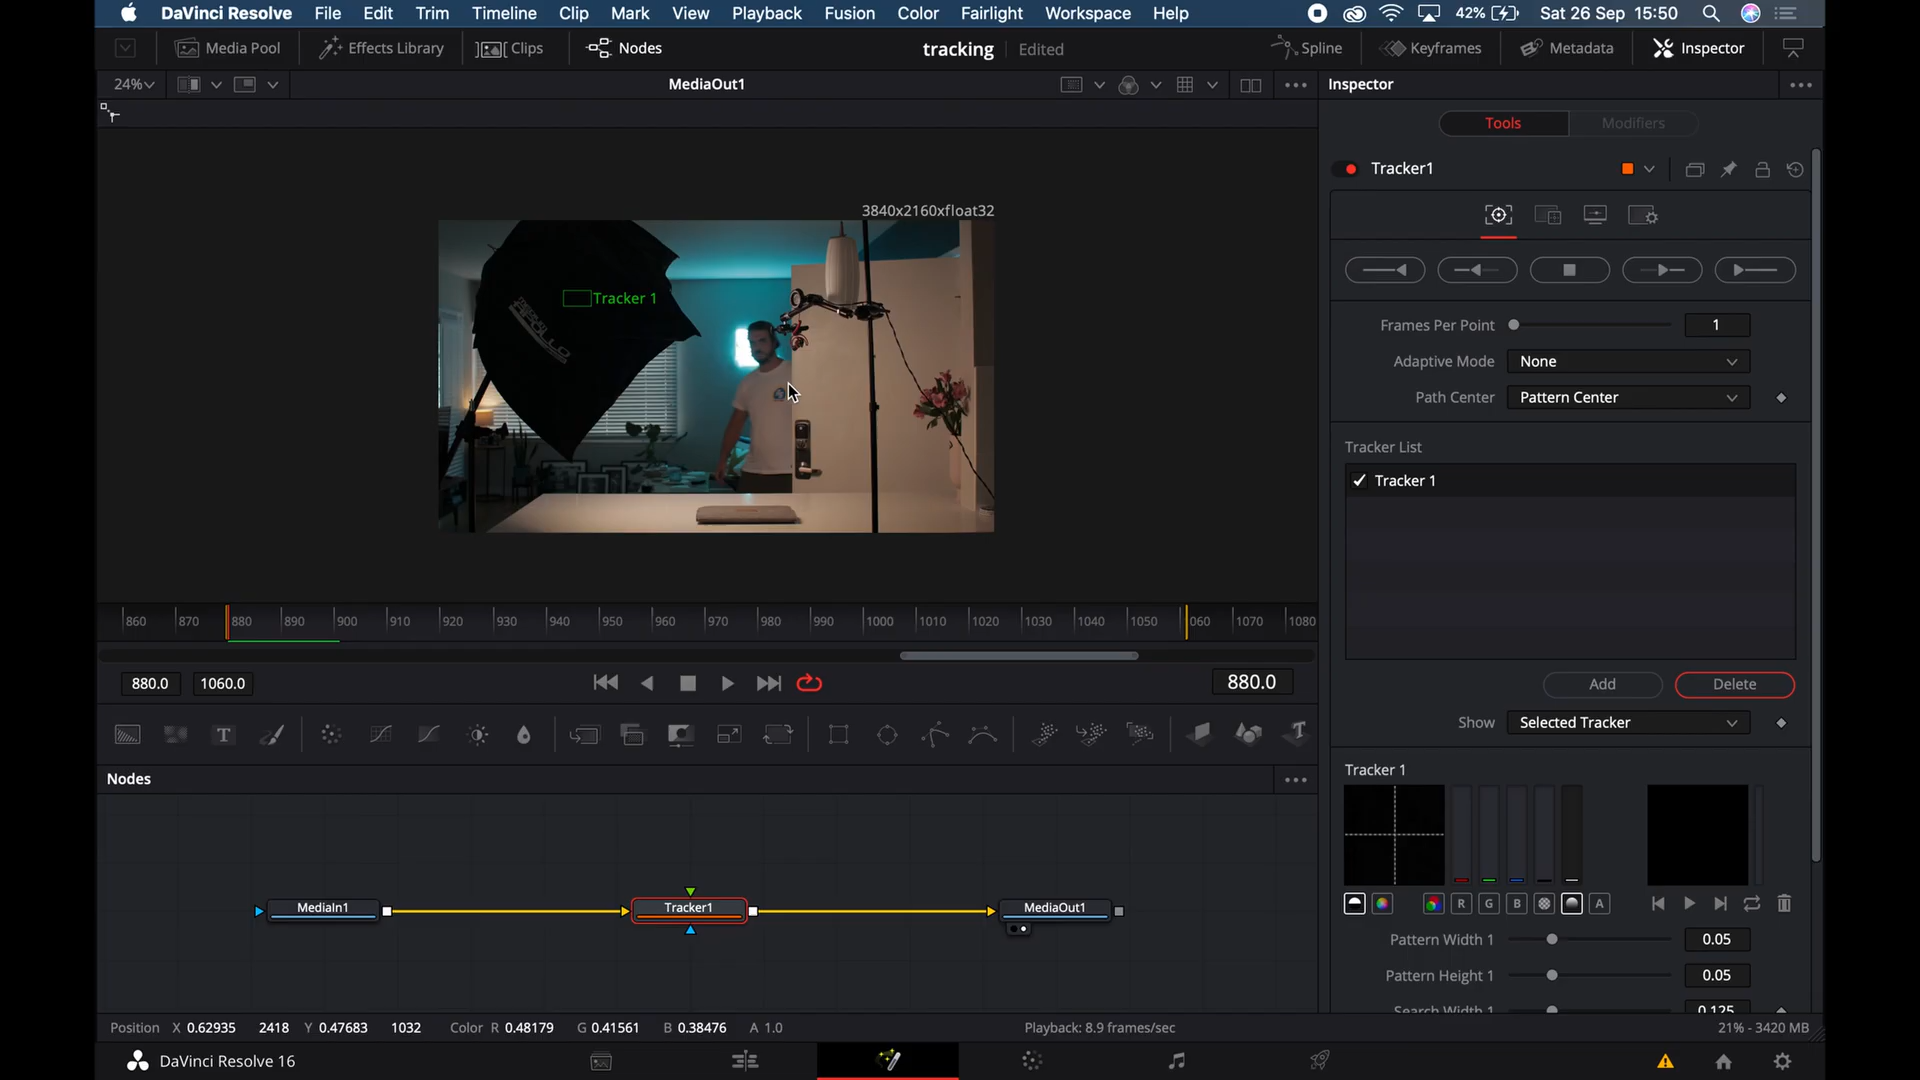 DaVinci Resolve File Edit Trim Timeline Clip Mark View Playback Fusion Color Fairlight Workspace Help 42% Sat 26 Sep 15:50
Media Pool Effects Library Clips Nodes tracking Edited Spline Keyframes Metadata Inspector
24% MediaOut1 Inspector
Tools Modifiers
Tracker1
3840x2160xfloat32
Tracker 1
Frames Per Point 1
Adaptive Mode None
Path Center Pattern Center
Tracker List
Tracker 1
860 870 880 890 900 910 920 930 940 950 960 970 980 990 1000 1010 1020 1030 1040 1050 060 1070 1080
880.0 1060.0 880.0
Add Delete
Show Selected Tracker
Nodes
Tracker 1
MediaIn1 Tracker1 MediaOut1
R G B A
Pattern Width 1 0.05
Pattern Height 1 0.05
Search Width 1 0.125
Position X 0.62935 2418 Y 0.47683 1032 Color R 0.48179 G 0.41561 B 0.38476 A 1.0 Playback: 8.9 frames/sec 21% - 3420 MB
DaVinci Resolve 16